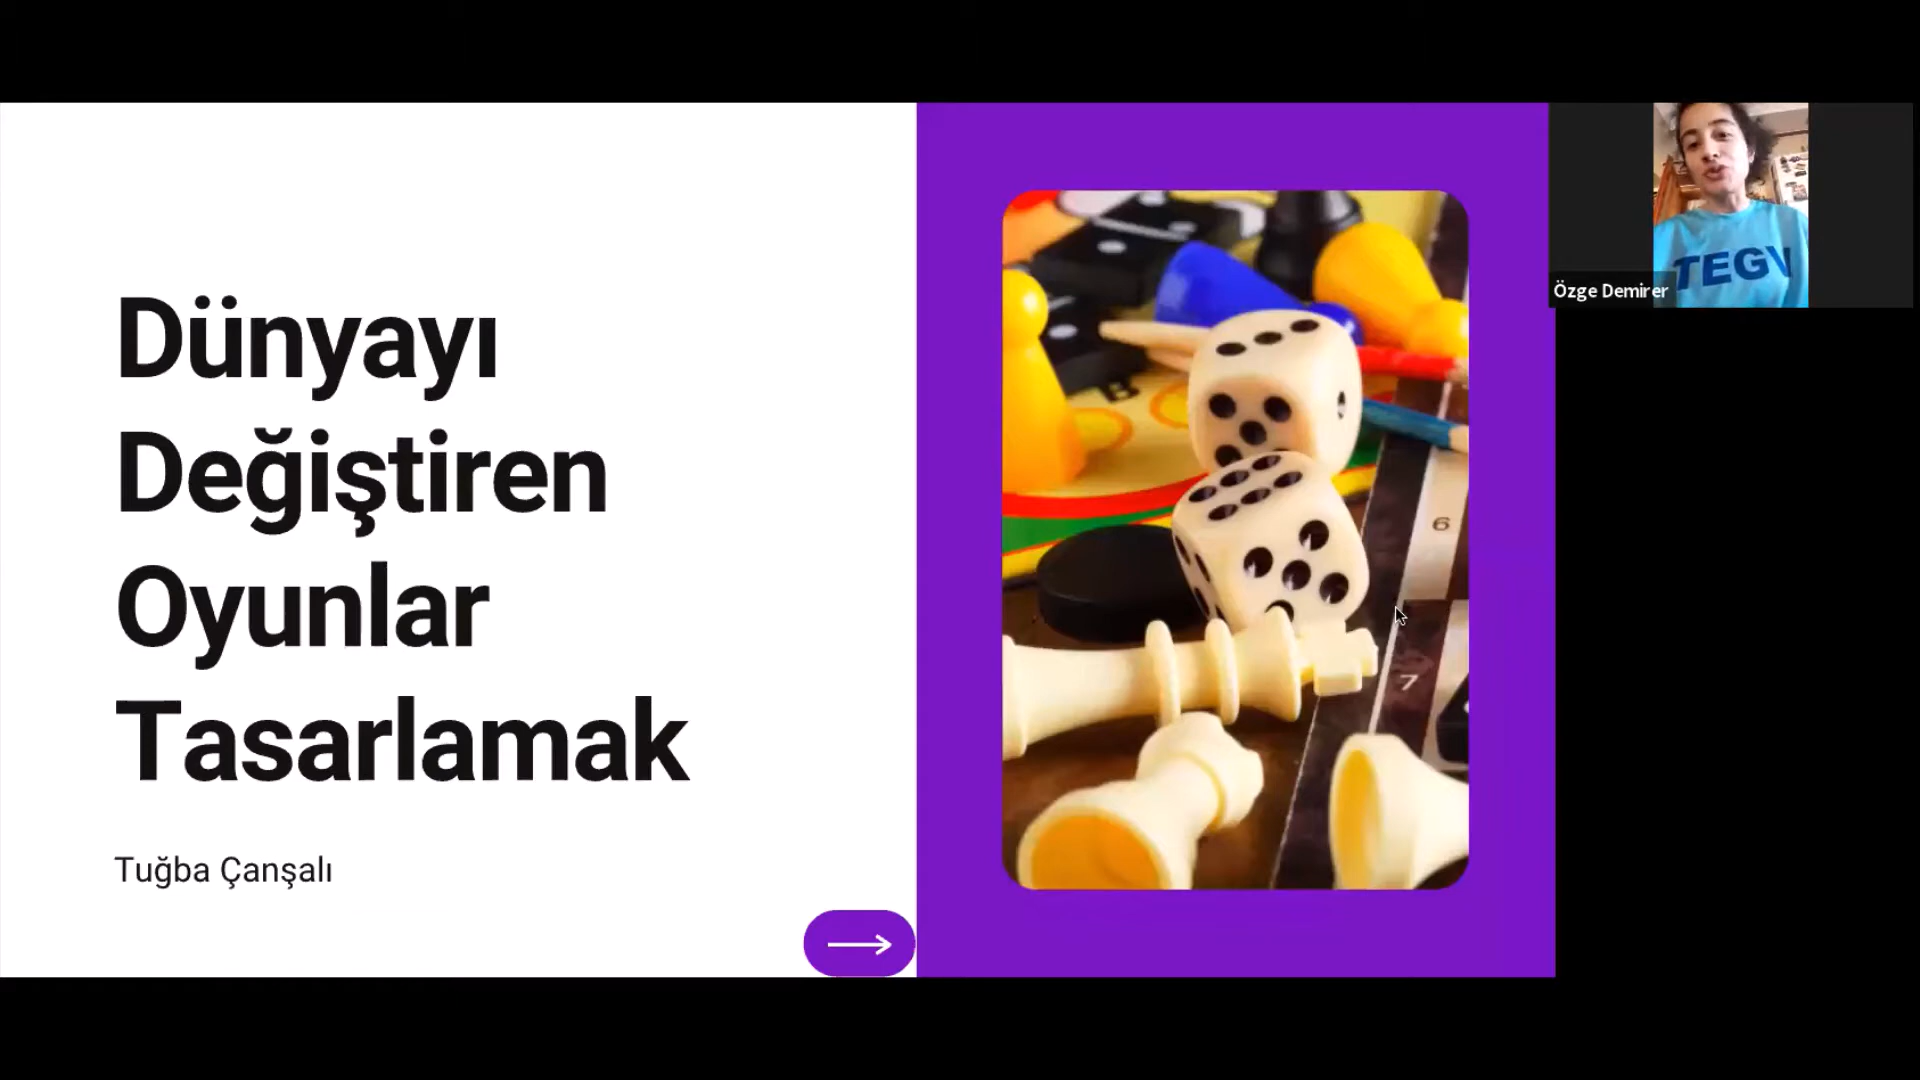 Dünyayı
Değiştiren
Oyunlar
Tasarlamak
Tuğba Çanşalı
B
6
7
TEGV
Özge Demirer